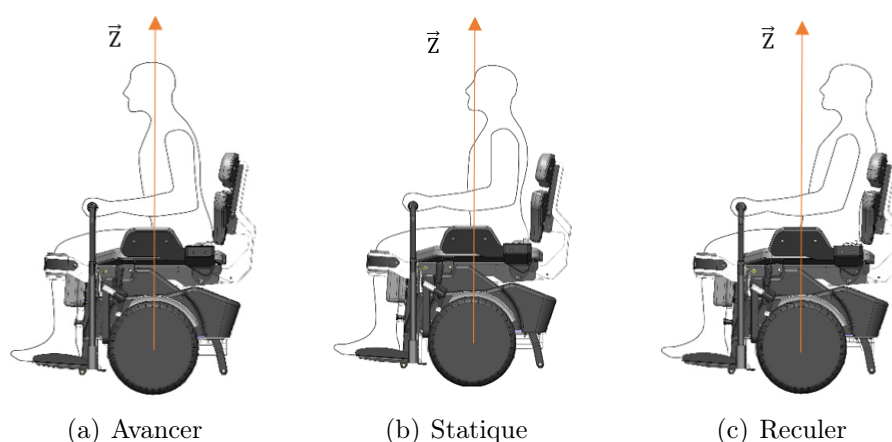 Z⃗
Z⃗
Z⃗
(a) Avancer
(b) Statique
(c) Reculer